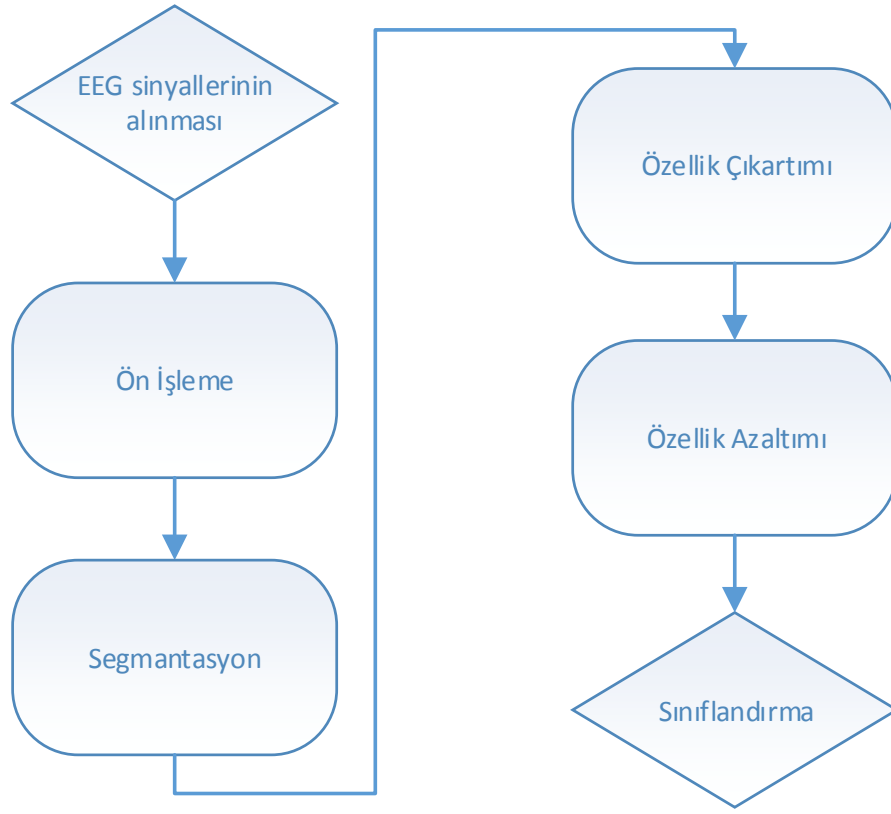 EEG sinyallerinin
alınması
Ön İşleme
Segmantasyon
Özellik Çıkartımı
Özellik Azaltımı
Sınıflandırma